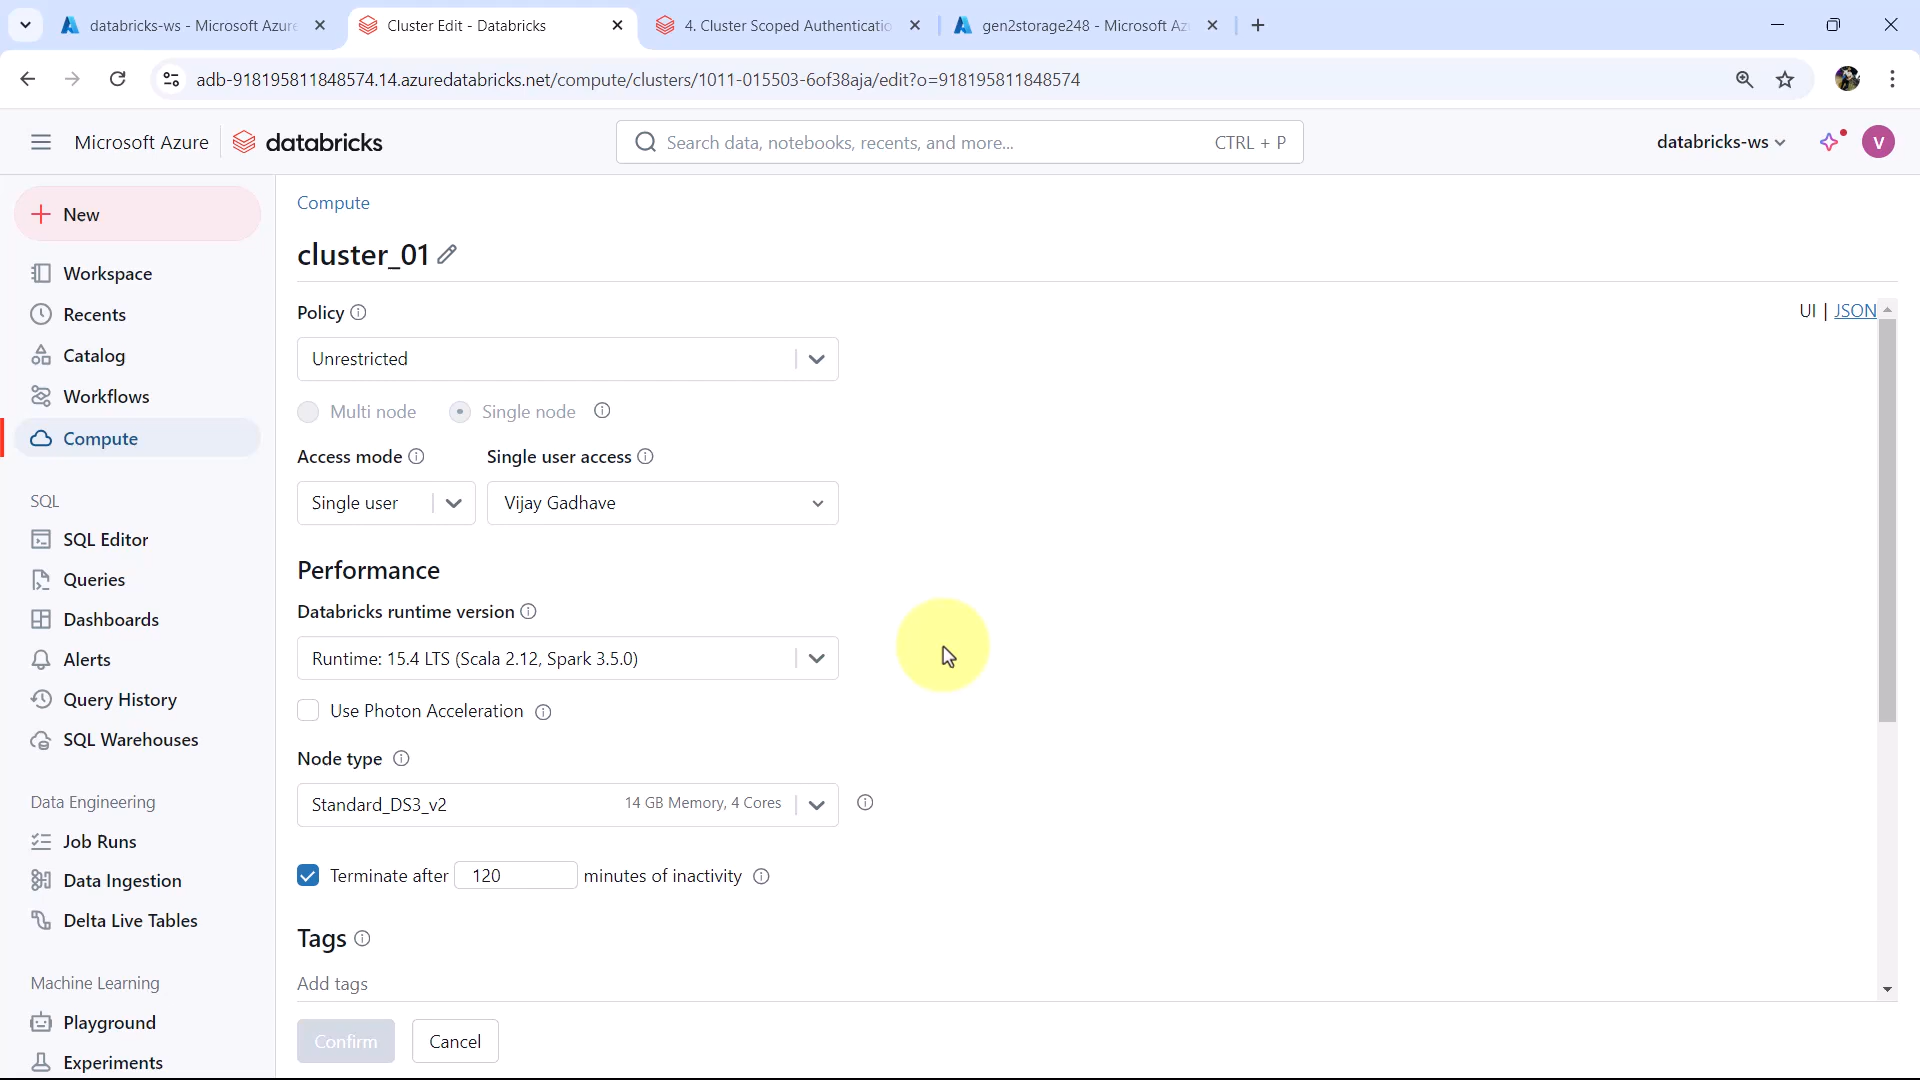 databricks-ws - Microsoft Azure
Cluster Edit - Databricks
4. Cluster Scoped Authenticatio
gen2storage248 - Microsoft Az
adb-918195811848574.14.azuredatabricks.net/compute/clusters/1011-015503-6of38aja/edit?o=918195811848574
Microsoft Azure
databricks
Search data, notebooks, recents, and more...
CTRL + P
databricks-ws
V
New
Workspace
Recents
Catalog
Workflows
Compute
SQL
SQL Editor
Queries
Dashboards
Alerts
Query History
SQL Warehouses
Data Engineering
Job Runs
Data Ingestion
Delta Live Tables
Machine Learning
Playground
Experiments
Compute
cluster_01
UI | JSON
Policy
Unrestricted
Multi node
Single node
Access mode
Single user access
Single user
Vijay Gadhave
Performance
Databricks runtime version
Runtime: 15.4 LTS (Scala 2.12, Spark 3.5.0)
Use Photon Acceleration
Node type
Standard_DS3_v2
14 GB Memory, 4 Cores
Terminate after 120 minutes of inactivity
Tags
Add tags
Confirm
Cancel